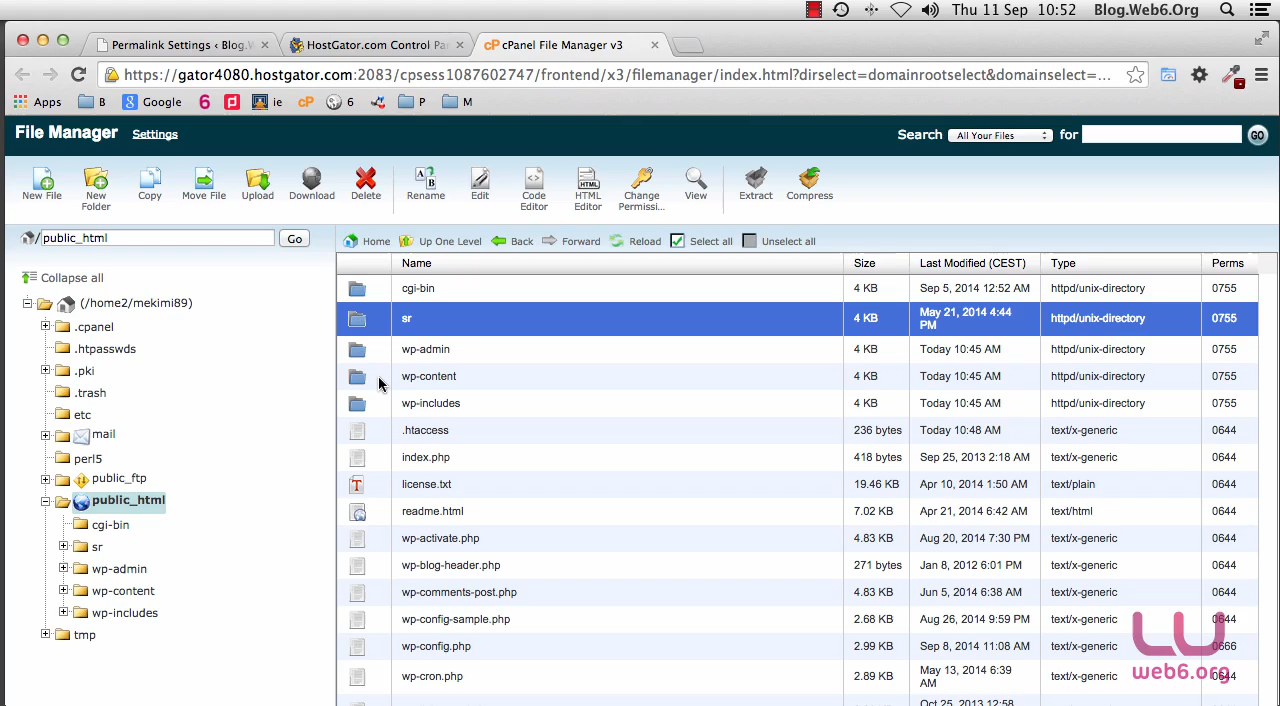 Thu 11 Sep 10:52 Blog.Web6.Org
Permalink Settings ‹ Blog.W
HostGator.com Control Pa
cP cPanel File Manager v3
https://gator4080.hostgator.com:2083/cpsess1087602747/frontend/x3/filemanager/index.html?dirselect=domainrootselect&domainselect=...
Apps B Google 6 ie cP 6 P M
File Manager Settings
Search All Your Files for GO
New File New Folder Copy Move File Upload Download Delete Rename Edit Code Editor HTML Editor Change Permissi... View Extract Compress
/ public_html Go
Home Up One Level Back Forward Reload Select all Unselect all
Collapse all
(/home2/mekimi89)
.cpanel
.htpasswds
.pki
.trash
etc
mail
perl5
public_ftp
public_html
cgi-bin
sr
wp-admin
wp-content
wp-includes
tmp
Name Size Last Modified (CEST) Type Perms
cgi-bin 4 KB Sep 5, 2014 12:52 AM httpd/unix-directory 0755
sr 4 KB May 21, 2014 4:44 PM httpd/unix-directory 0755
wp-admin 4 KB Today 10:45 AM httpd/unix-directory 0755
wp-content 4 KB Today 10:45 AM httpd/unix-directory 0755
wp-includes 4 KB Today 10:45 AM httpd/unix-directory 0755
.htaccess 236 bytes Today 10:48 AM text/x-generic 0644
index.php 418 bytes Sep 25, 2013 2:18 AM text/x-generic 0644
license.txt 19.46 KB Apr 10, 2014 1:50 AM text/plain 0644
readme.html 7.02 KB Apr 21, 2014 6:42 AM text/html 0644
wp-activate.php 4.83 KB Aug 20, 2014 7:30 PM text/x-generic 0644
wp-blog-header.php 271 bytes Jan 8, 2012 6:01 PM text/x-generic 0644
wp-comments-post.php 4.83 KB Jun 5, 2014 6:38 AM text/x-generic 0644
wp-config-sample.php 2.68 KB Aug 26, 2014 9:59 PM text/x-generic 0644
wp-config.php 2.99 KB Sep 8, 2014 11:08 AM text/x-generic 0666
wp-cron.php 2.89 KB May 13, 2014 6:39 AM text/x-generic 0644
Oct 25, 2013 12:58
web6.org